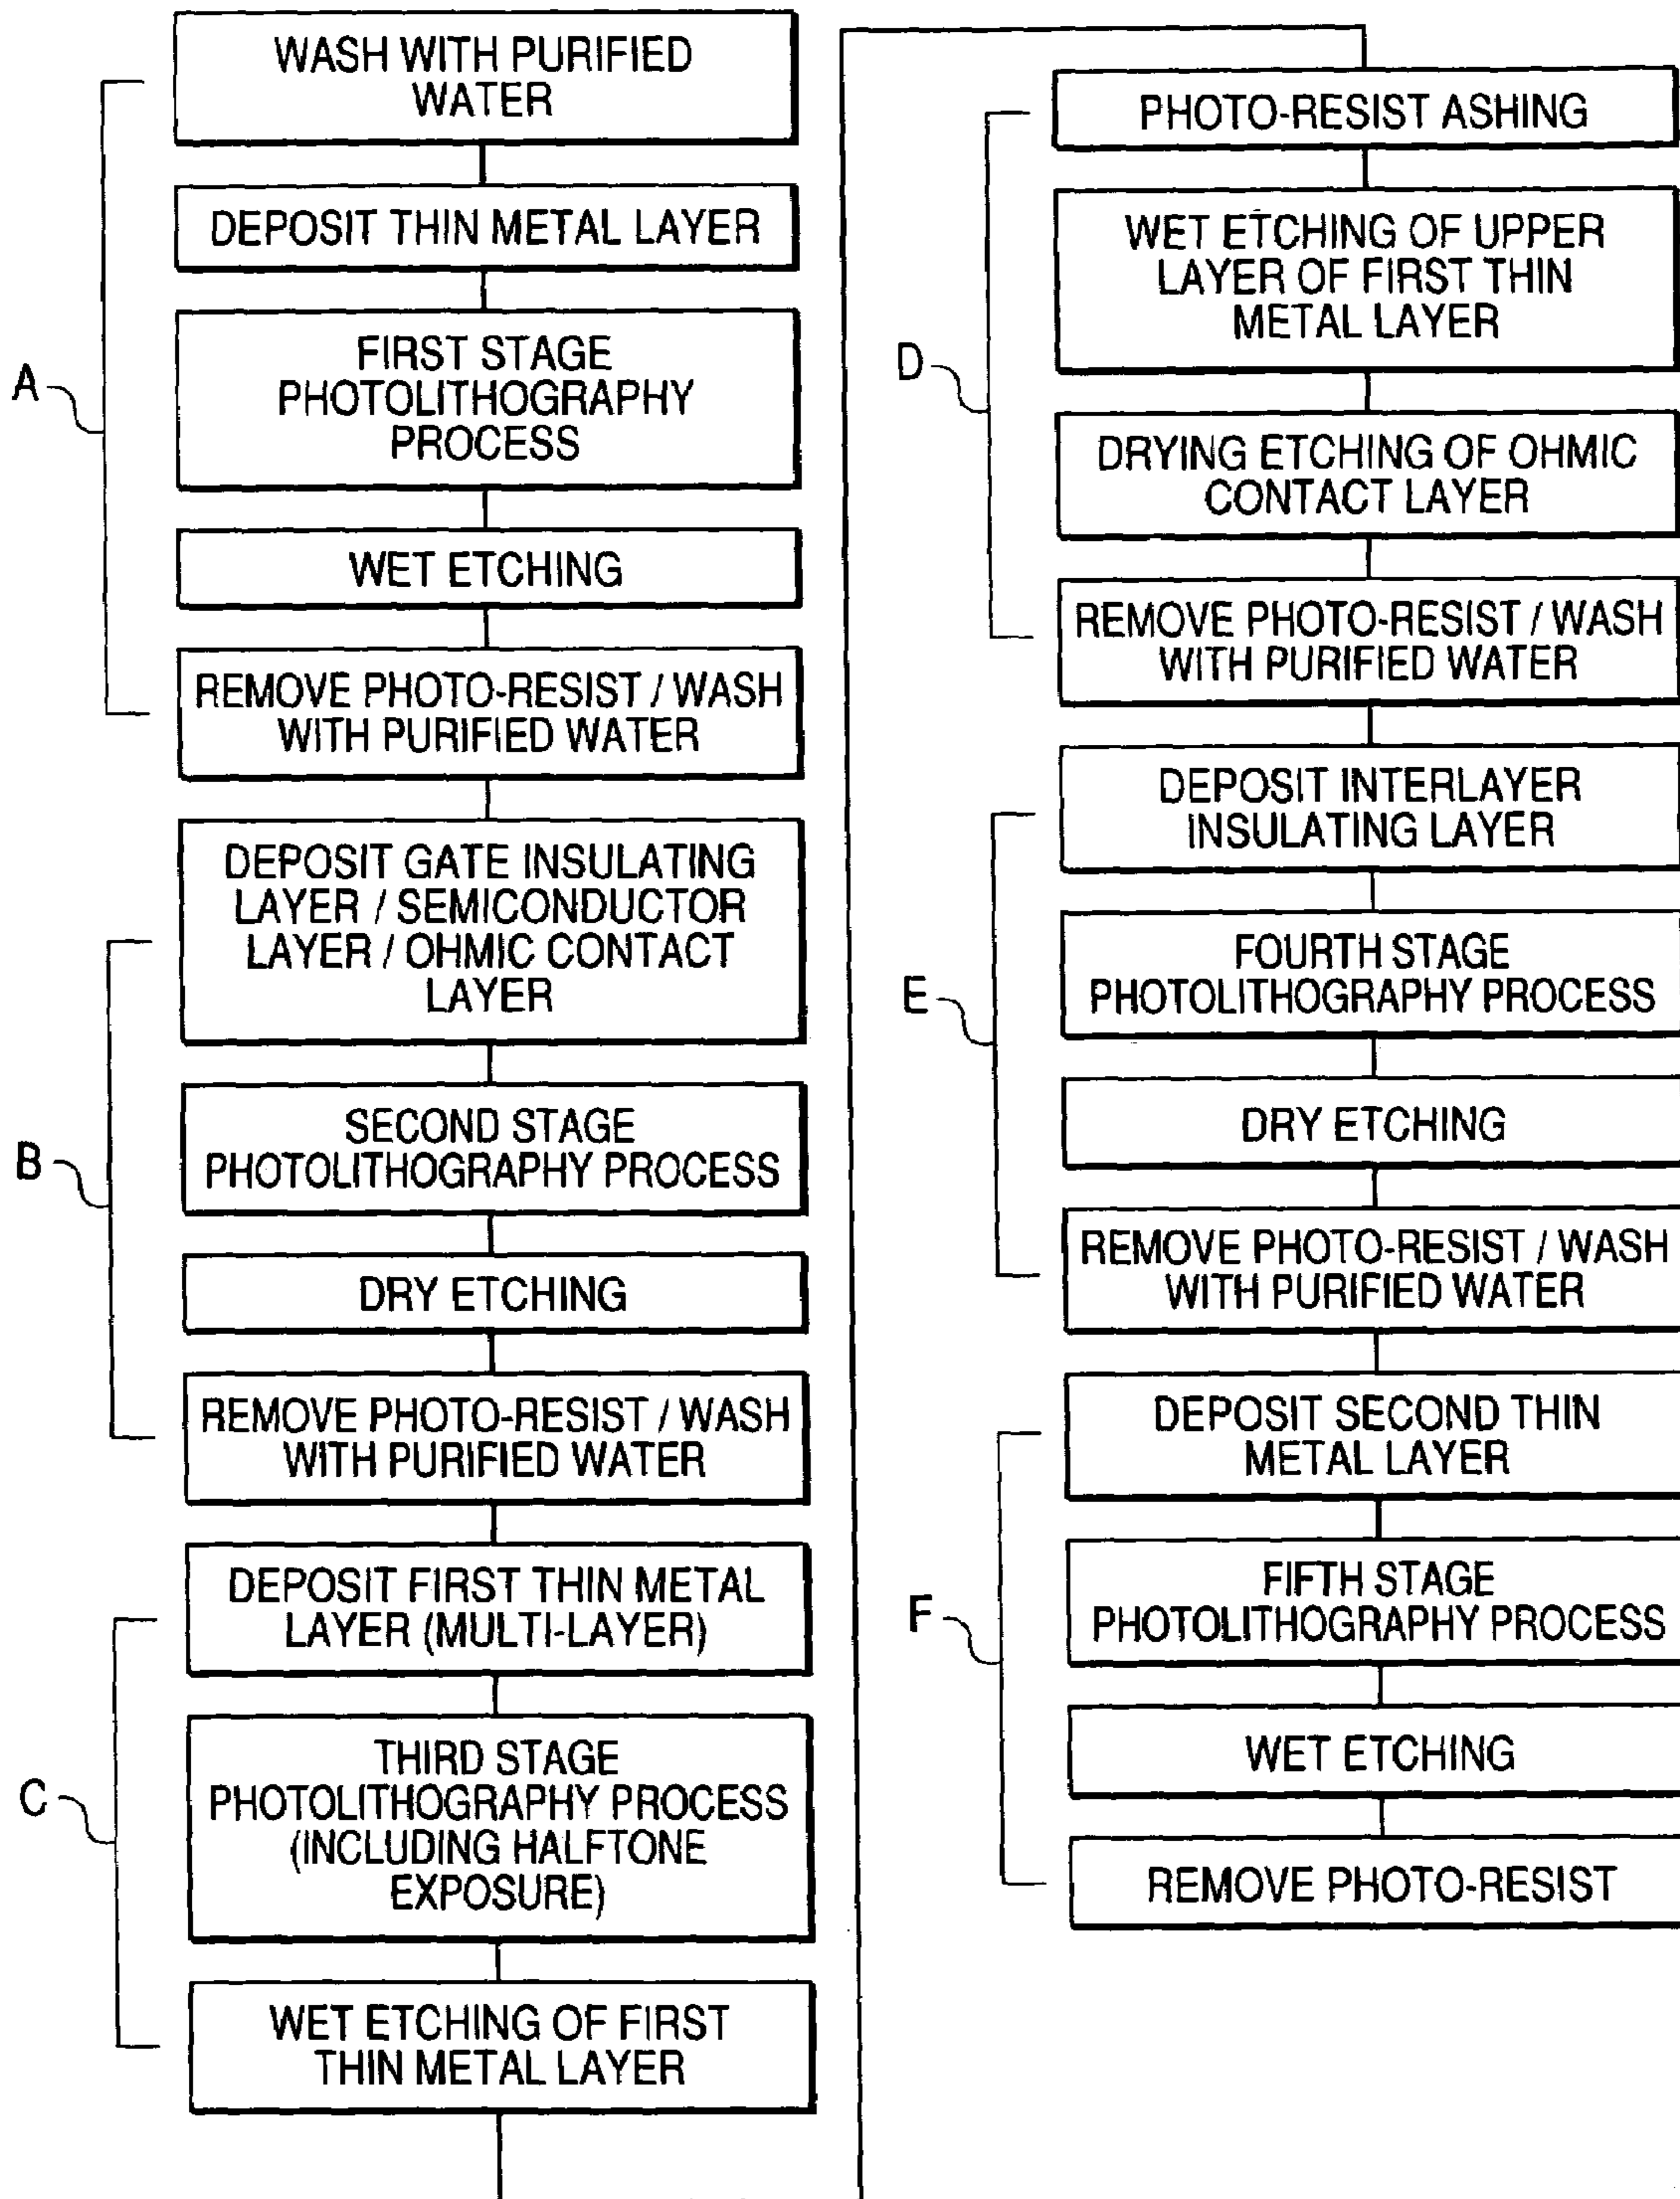 A
WASH WITH PURIFIED
WATER
DEPOSIT THIN METAL LAYER
FIRST STAGE
PHOTOLITHOGRAPHY
PROCESS
WET ETCHING
REMOVE PHOTO-RESIST / WASH
WITH PURIFIED WATER
B
DEPOSIT GATE INSULATING
LAYER / SEMICONDUCTOR
LAYER / OHMIC CONTACT
LAYER
SECOND STAGE
PHOTOLITHOGRAPHY PROCESS
DRY ETCHING
REMOVE PHOTO-RESIST / WASH
WITH PURIFIED WATER
C
DEPOSIT FIRST THIN METAL
LAYER (MULTI-LAYER)
THIRD STAGE
PHOTOLITHOGRAPHY PROCESS
(INCLUDING HALFTONE
EXPOSURE)
WET ETCHING OF FIRST
THIN METAL LAYER
D
PHOTO-RESIST ASHING
WET ETCHING OF UPPER
LAYER OF FIRST THIN
METAL LAYER
DRYING ETCHING OF OHMIC
CONTACT LAYER
REMOVE PHOTO-RESIST / WASH
WITH PURIFIED WATER
E
DEPOSIT INTERLAYER
INSULATING LAYER
FOURTH STAGE
PHOTOLITHOGRAPHY PROCESS
DRY ETCHING
REMOVE PHOTO-RESIST / WASH
WITH PURIFIED WATER
F
DEPOSIT SECOND THIN
METAL LAYER
FIFTH STAGE
PHOTOLITHOGRAPHY PROCESS
WET ETCHING
REMOVE PHOTO-RESIST